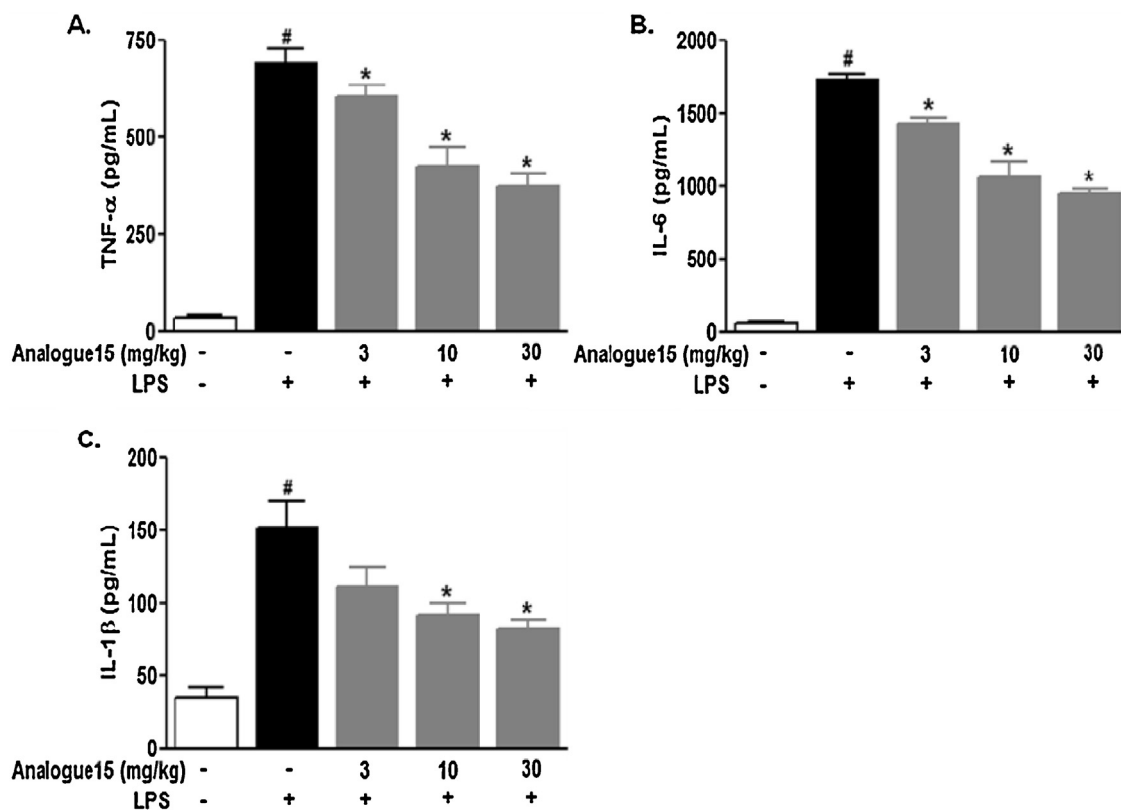 A.
TNF-α (pg/mL)
750
500
250
0
#
*
*
*
Analogue15 (mg/kg) - - 3 10 30
LPS - + + + +
B.
IL-6 (pg/mL)
2000
1500
1000
500
0
#
*
*
*
Analogue15 (mg/kg) - - 3 10 30
LPS - + + + +
C.
IL-1β (pg/mL)
200
150
100
50
0
#
*
*
Analogue15 (mg/kg) - - 3 10 30
LPS - + + + +